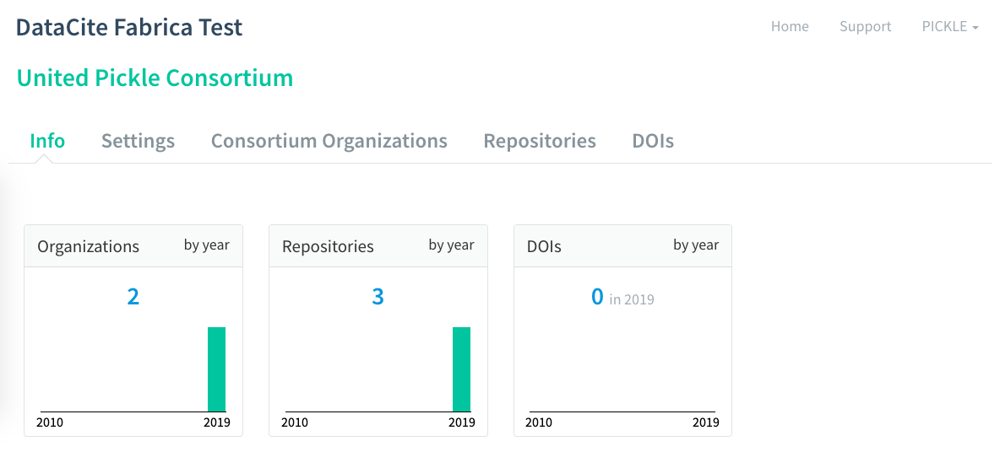 DataCite Fabrica Test
Home Support PICKLE
United Pickle Consortium
Info Settings Consortium Organizations Repositories DOIs
Organizations by year
2
2010 2019
Repositories by year
3
2010 2019
DOIs by year
0 in 2019
2010 2019